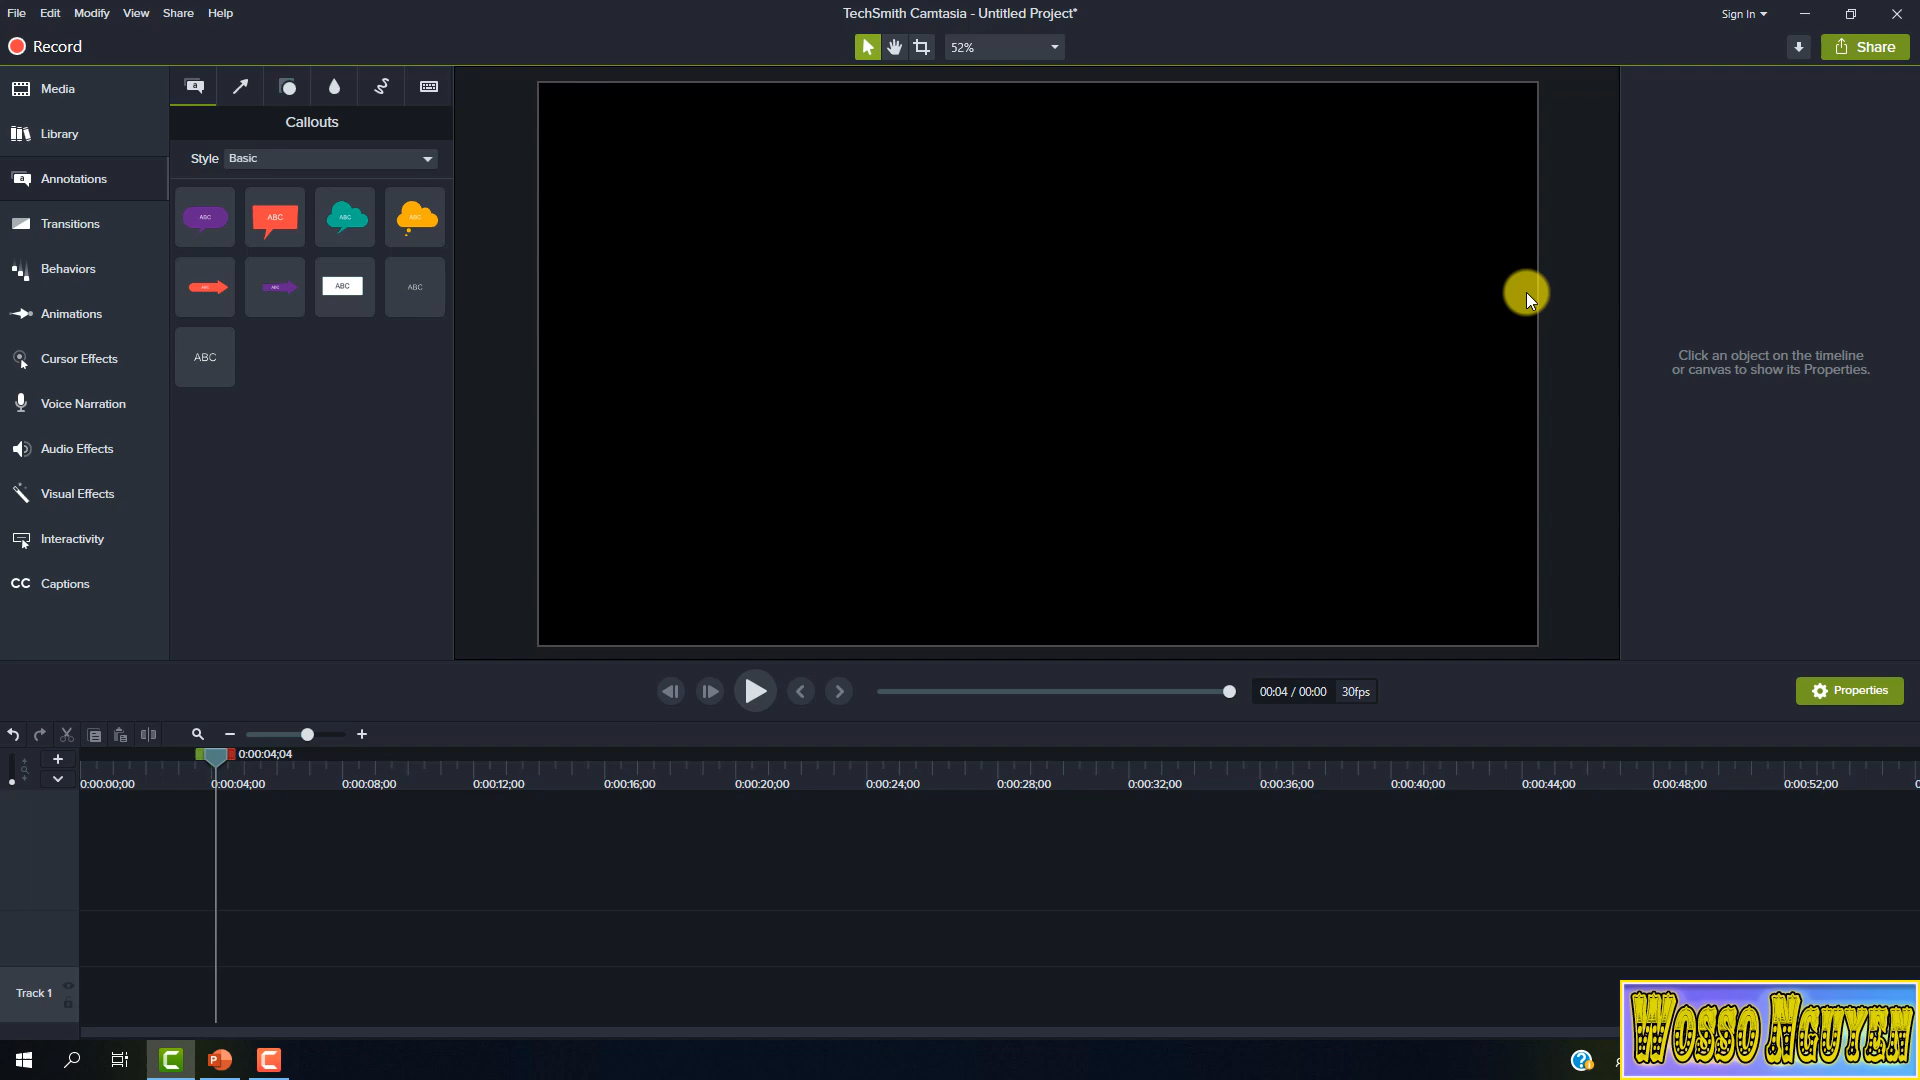 File Edit Modify View Share Help
TechSmith Camtasia - Untitled Project*
Sign In
Record
52%
Share
Media
Library
Annotations
Transitions
Behaviors
Animations
Cursor Effects
Voice Narration
Audio Effects
Visual Effects
Interactivity
CC Captions
a
Callouts
Style Basic
ABC ABC ABC ABC
ABC ABC ABC ABC
ABC
Click an object on the timeline
or canvas to show its Properties.
00:04 / 00:00 30fps
Properties
0:00:04;04
0:00:00;00 0:00:04;00 0:00:08;00 0:00:12;00 0:00:16;00 0:00:20;00 0:00:24;00 0:00:28;00 0:00:32;00 0:00:36;00 0:00:40;00 0:00:44;00 0:00:48;00 0:00:52;00
Track 1
Wosso Nguyen